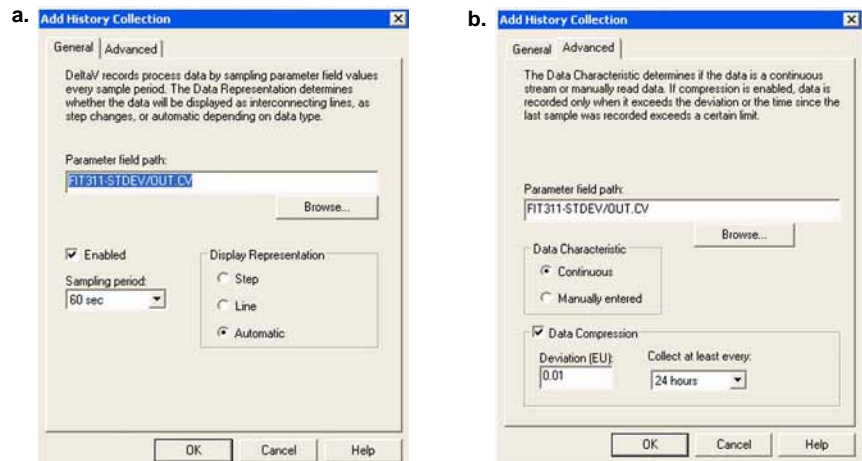 a.
Add History Collection
General
Advanced
DeltaV records process data by sampling parameter field values
every sample period. The Data Representation determines
whether the data will be displayed as interconnecting lines, as
step changes, or automatic depending on data type.
Parameter field path:
FIT311-STDEV/OUT.CV
Browse...
Enabled
Sampling period:
60 sec
Display Representation
Step
Line
Automatic
OK
Cancel
Help
b.
Add History Collection
General
Advanced
The Data Characteristic determines if the data is a continuous
stream or manually read data. If compression is enabled, data is
recorded only when it exceeds the deviation or the time since the
last sample was recorded exceeds a certain limit.
Parameter field path:
FIT311-STDEV/OUT.CV
Browse...
Data Characteristic
Continuous
Manually entered
Data Compression
Deviation (EU):
0.01
Collect at least every:
24 hours
OK
Cancel
Help